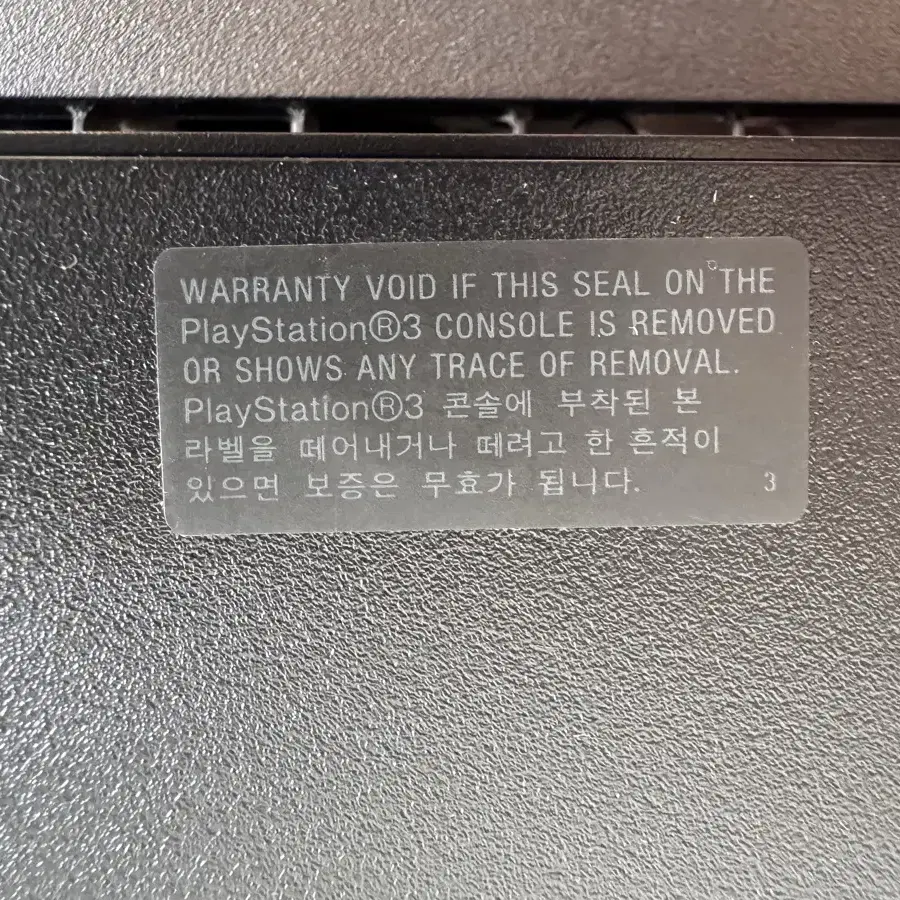 WARRANTY VOID IF THIS SEAL ON THE
PlayStation®3 CONSOLE IS REMOVED
OR SHOWS ANY TRACE OF REMOVAL.
PlayStation®3 콘솔에 부착된 본
라벨을 떼어내거나 떼려고 한 흔적이
있으면 보증은 무효가 됩니다. 3